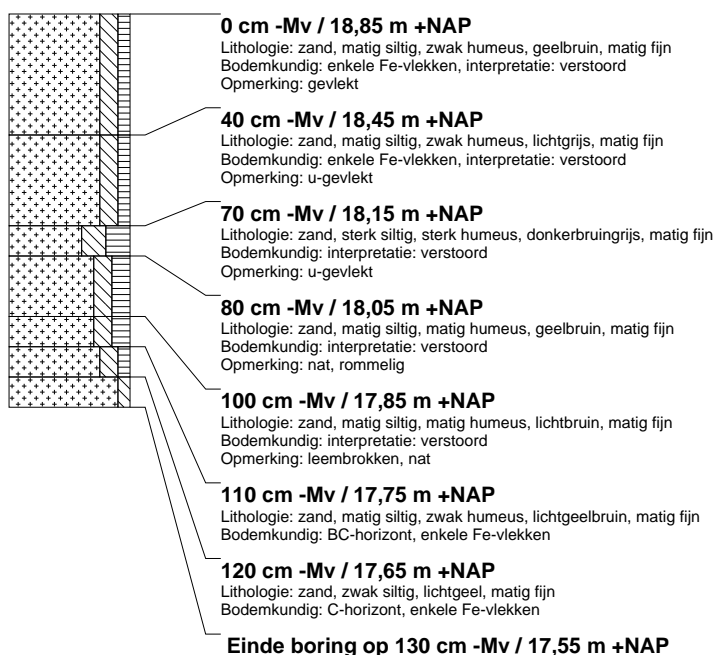 0 cm -Mv / 18,85 m +NAP
Lithologie: zand, matig siltig, zwak humeus, geelbruin, matig fijn
Bodemkundig: enkele Fe-vlekken, interpretatie: verstoord
Opmerking: gevlekt
40 cm -Mv / 18,45 m +NAP
Lithologie: zand, matig siltig, zwak humeus, lichtgrijs, matig fijn
Bodemkundig: enkele Fe-vlekken, interpretatie: verstoord
Opmerking: u-gevlekt
70 cm -Mv / 18,15 m +NAP
Lithologie: zand, sterk siltig, sterk humeus, donkerbruingrijs, matig fijn
Bodemkundig: interpretatie: verstoord
Opmerking: u-gevlekt
80 cm -Mv / 18,05 m +NAP
Lithologie: zand, matig siltig, matig humeus, geelbruin, matig fijn
Bodemkundig: interpretatie: verstoord
Opmerking: nat, rommelig
100 cm -Mv / 17,85 m +NAP
Lithologie: zand, matig siltig, matig humeus, lichtbruin, matig fijn
Bodemkundig: interpretatie: verstoord
Opmerking: leembrokken, nat
110 cm -Mv / 17,75 m +NAP
Lithologie: zand, matig siltig, zwak humeus, lichtgeelbruin, matig fijn
Bodemkundig: BC-horizont, enkele Fe-vlekken
120 cm -Mv / 17,65 m +NAP
Lithologie: zand, zwak siltig, lichtgeel, matig fijn
Bodemkundig: C-horizont, enkele Fe-vlekken
Einde boring op 130 cm -Mv / 17,55 m +NAP